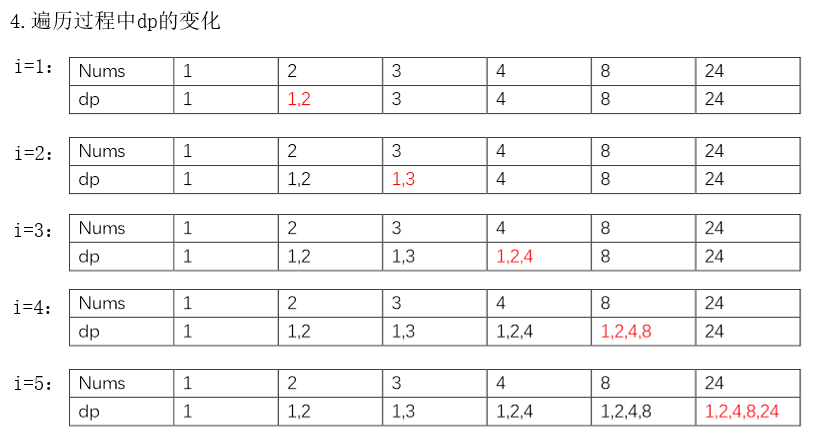 4.遍历过程中dp的变化
i=1:
Nums 1 2 3 4 8 24
dp 1 1,2 3 4 8 24
i=2:
Nums 1 2 3 4 8 24
dp 1 1,2 1,3 4 8 24
i=3:
Nums 1 2 3 4 8 24
dp 1 1,2 1,3 1,2,4 8 24
i=4:
Nums 1 2 3 4 8 24
dp 1 1,2 1,3 1,2,4 1,2,4,8 24
i=5:
Nums 1 2 3 4 8 24
dp 1 1,2 1,3 1,2,4 1,2,4,8 1,2,4,8,24